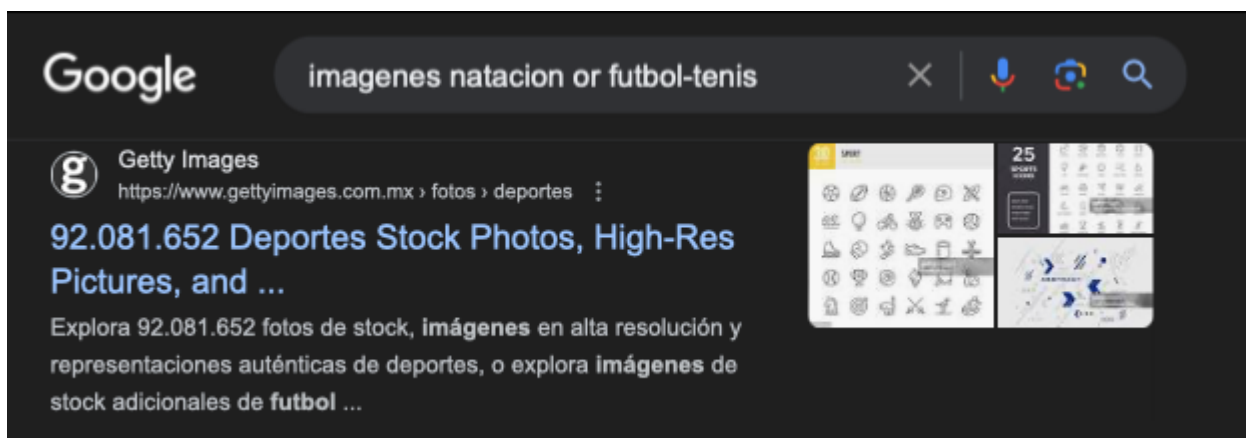 Google
imagenes natacion or futbol-tenis
Getty Images
https://www.gettyimages.com.mx › fotos › deportes
92.081.652 Deportes Stock Photos, High-Res
Pictures, and ...
Explora 92.081.652 fotos de stock, imágenes en alta resolución y
representaciones auténticas de deportes, o explora imágenes de
stock adicionales de futbol ...
SPORT
25